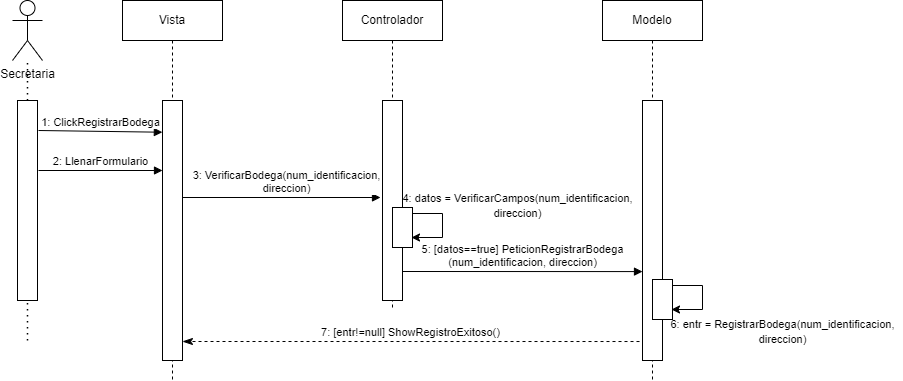 Vista
Controlador
Modelo
Secretaria
1: ClickRegistrarBodega
2: LlenarFormulario
3: VerificarBodega(num_identificacion,
direccion)
4: datos = VerificarCampos(num_identificacion,
direccion)
5: [datos==true] PeticionRegistrarBodega
(num_identificacion, direccion)
6: entr = RegistrarBodega(num_identificacion,
direccion)
7: [entr!=null] ShowRegistroExitoso()